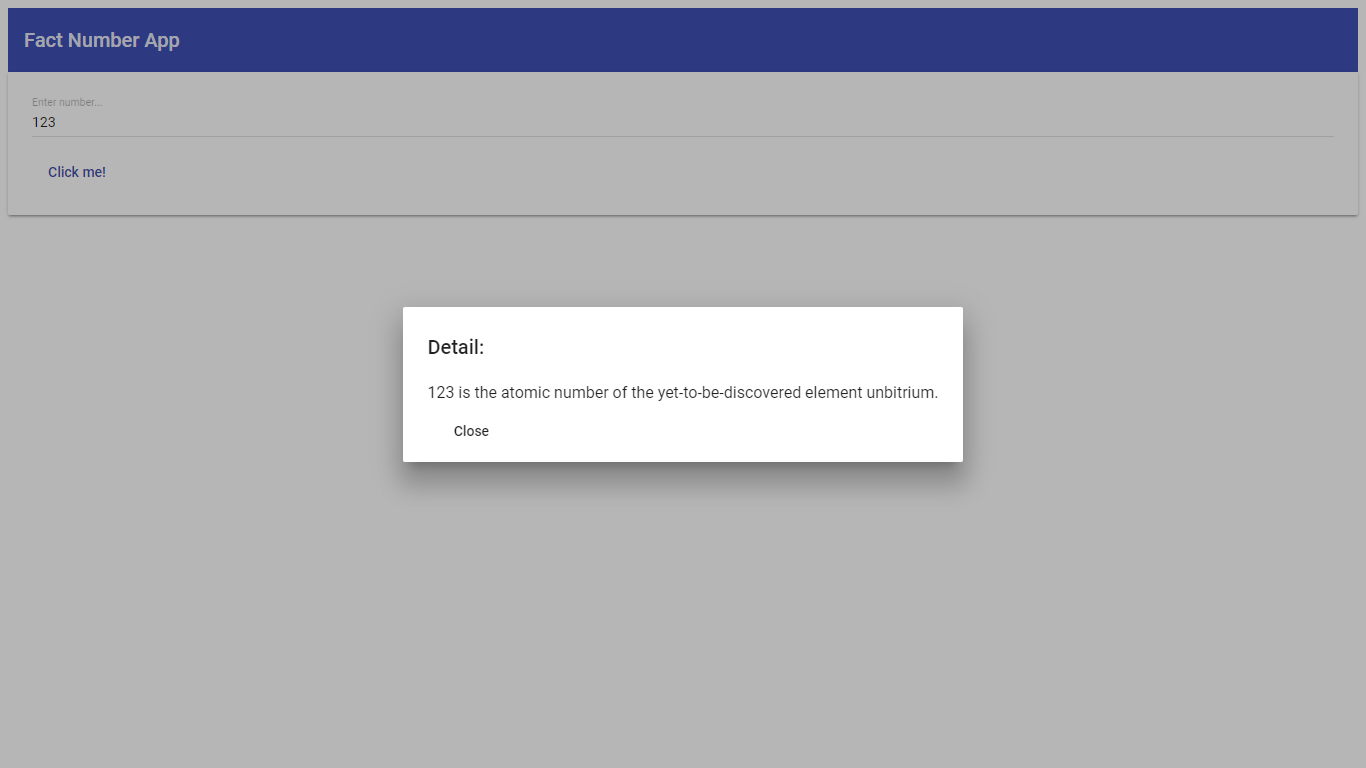 Fact Number App
Enter number...
123
Click me!
Detail:
123 is the atomic number of the yet-to-be-discovered element unbitrium.
Close